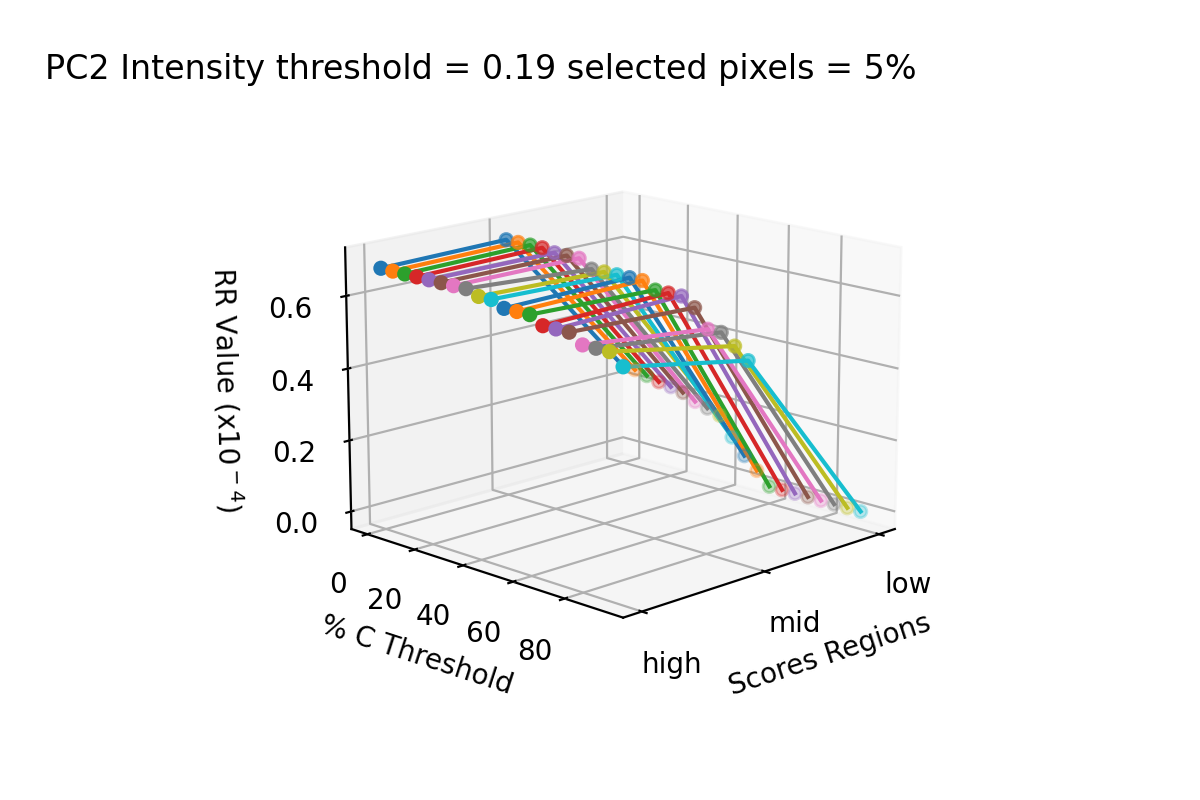 PC2 Intensity threshold = 0.19 selected pixels = 5%
RR Value (x10⁻⁴)
0.6
0.4
0.2
0.0
0
20
40
60
80
% C Threshold
high
mid
low
Scores Regions